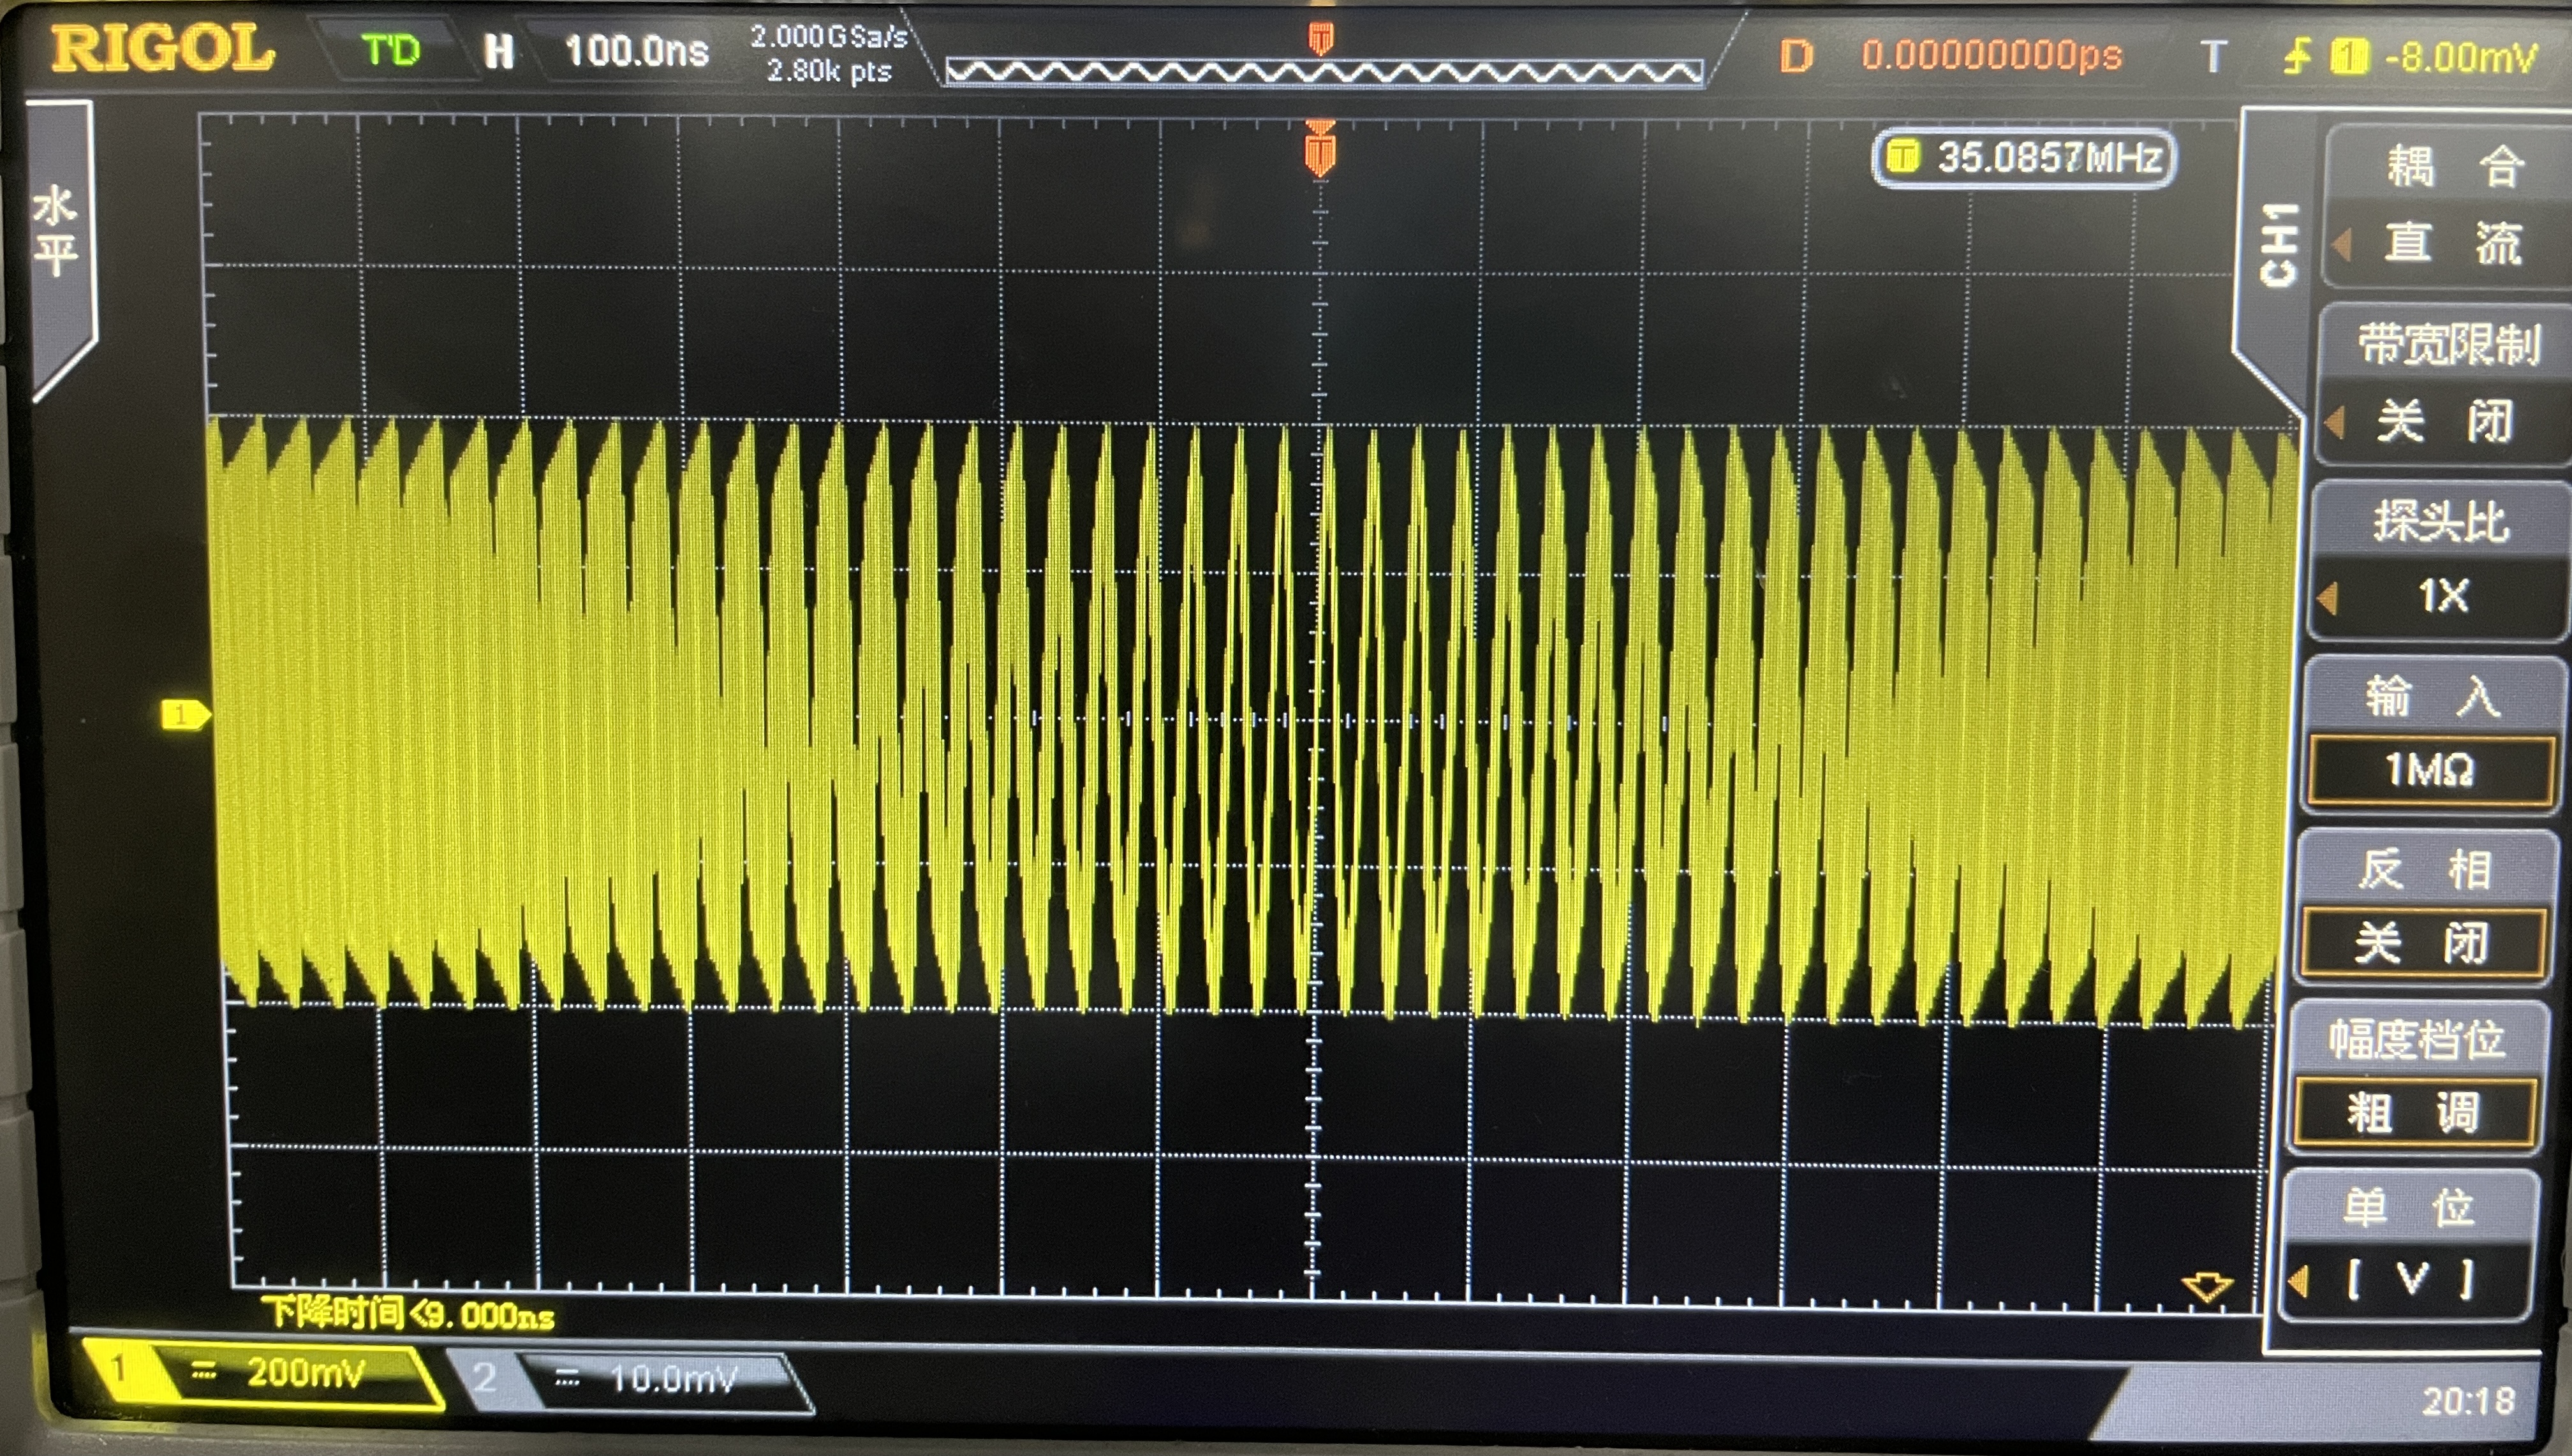 RIGOL T'D H 100.0ns 2.000GSa/s 2.80k pts D 0.00000000ps T 1 -8.00mV
水平
T 35.0857MHz
CH1
耦合
直流
带宽限制
关闭
探头比
1X
输入
1MΩ
反相
关闭
幅度档位
粗调
单位
[ V ]
1
下降时间<9.000ns
1 200mV 2 10.0mV
20:18